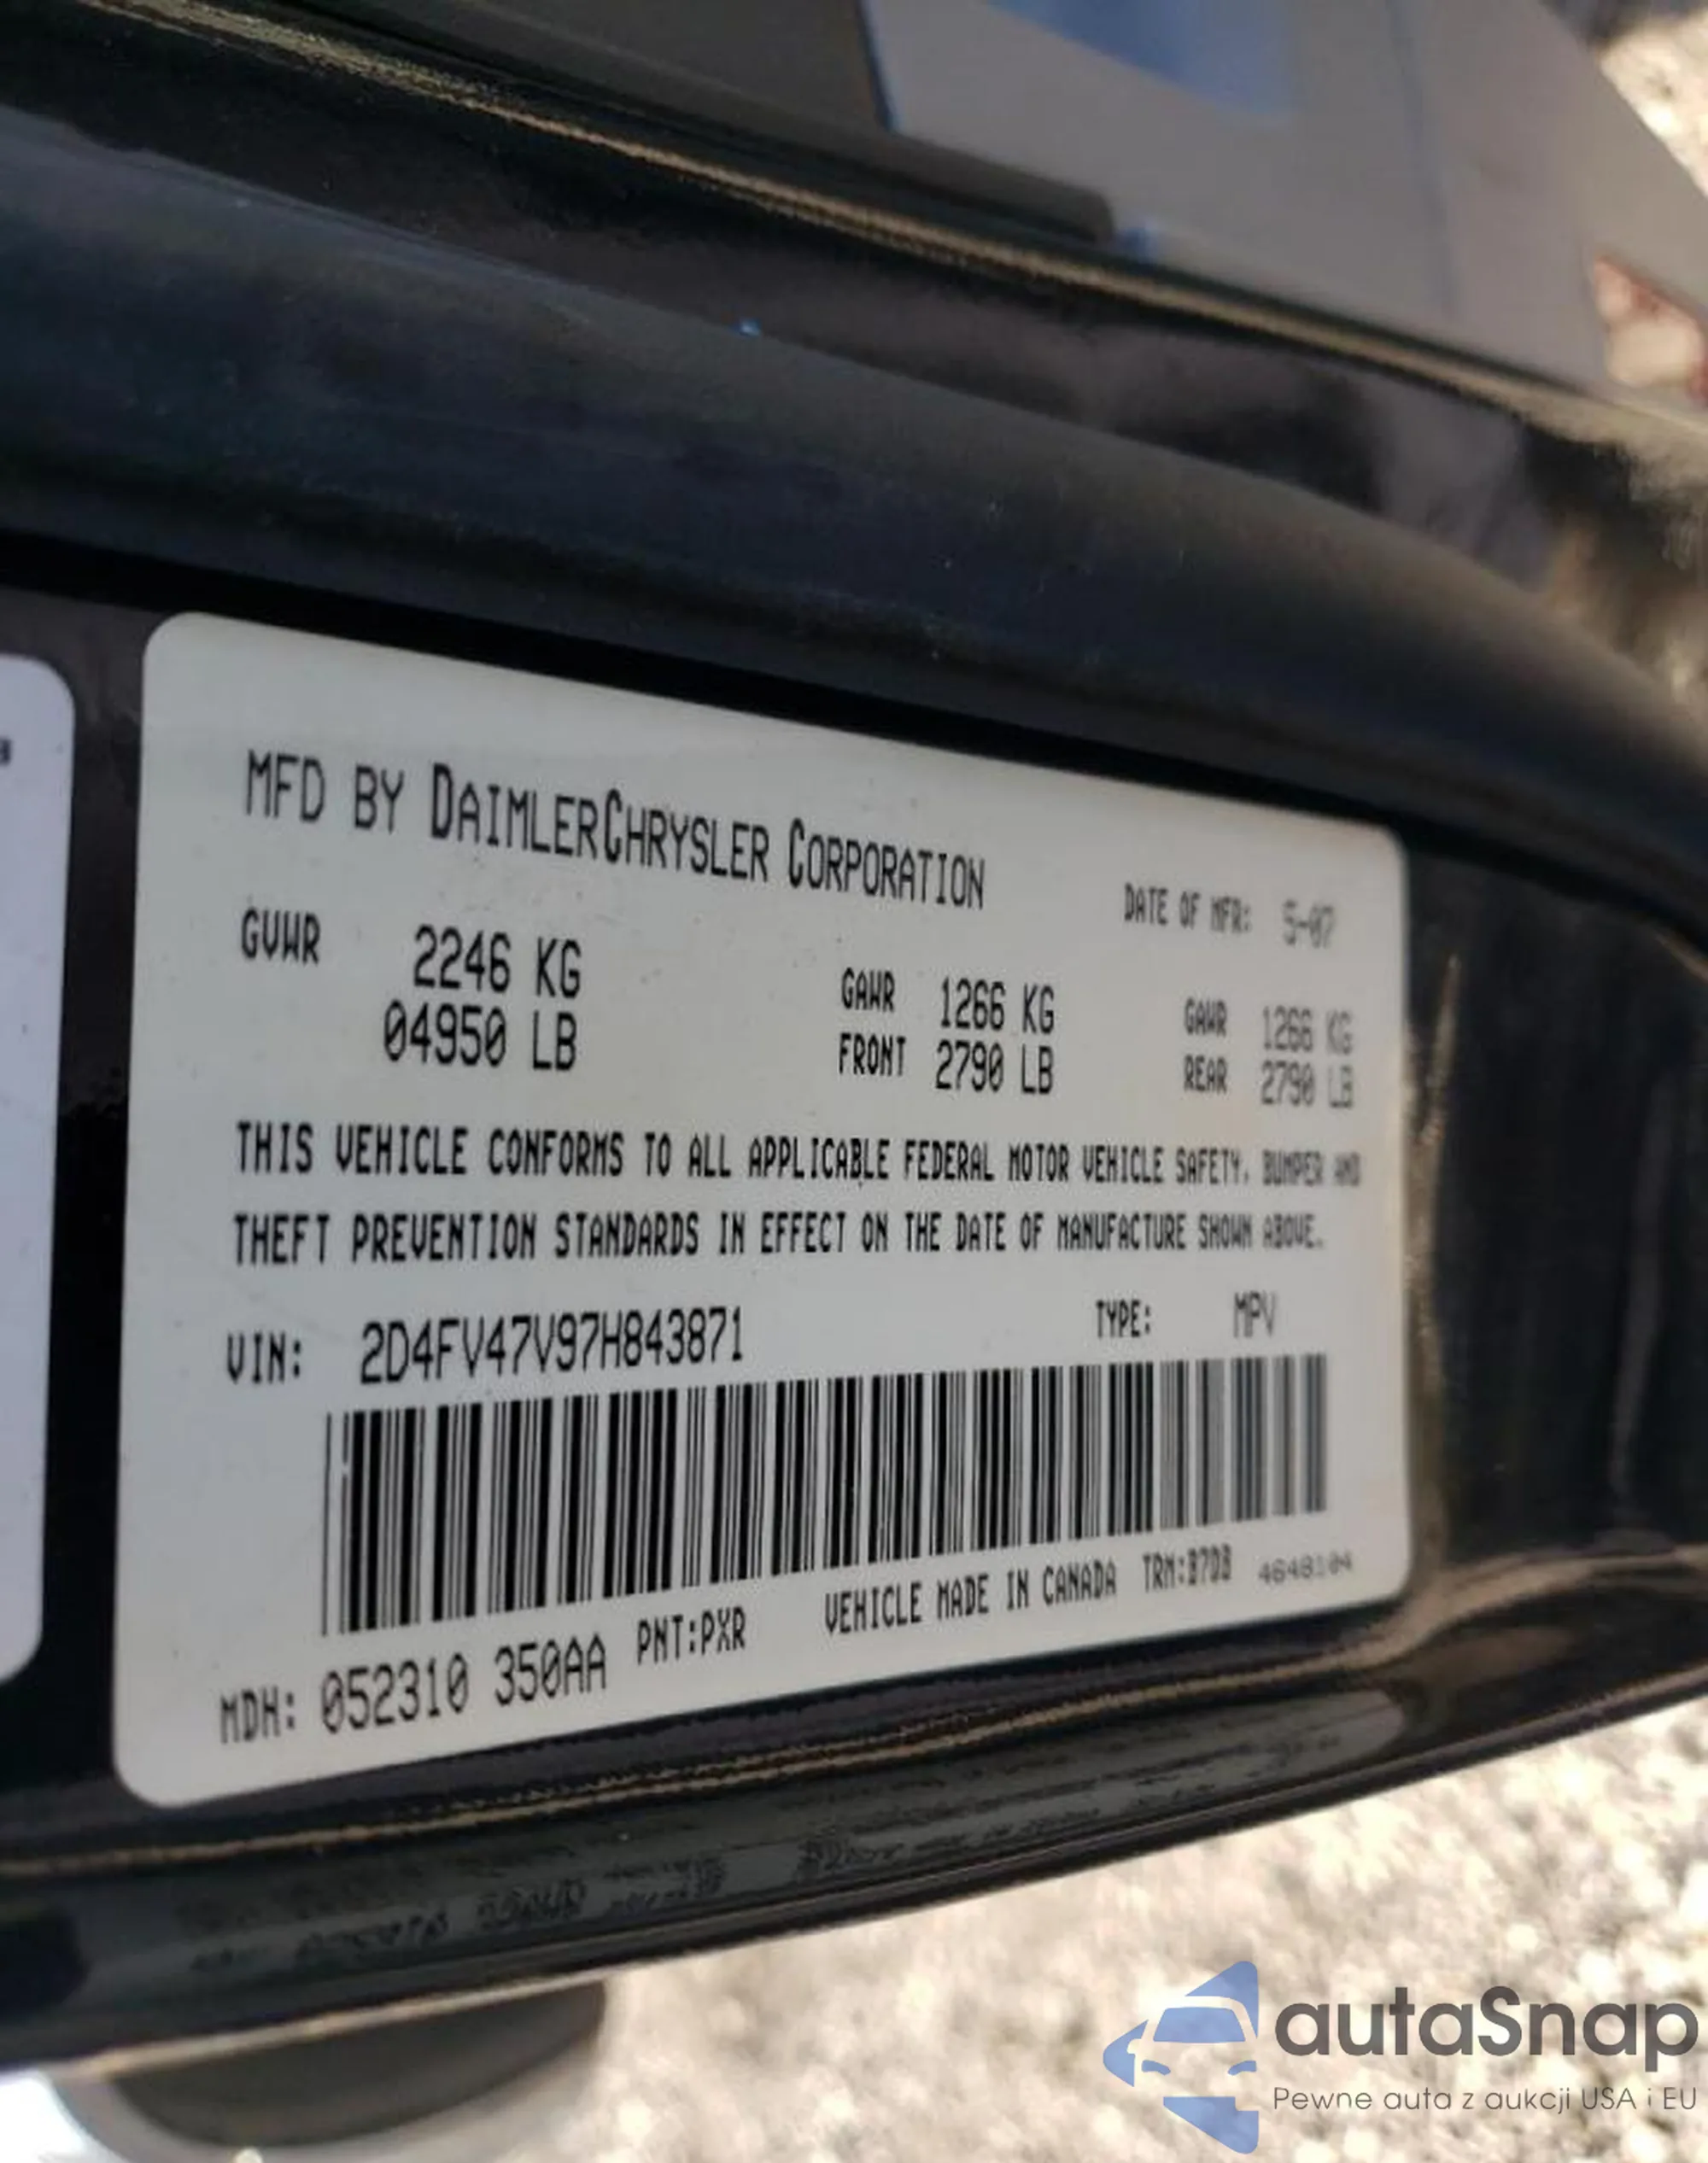 MFD BY DAIMLERCHRYSLER CORPORATION
DATE OF MFR: 5-07
GVWR 2246 KG
04950 LB
GAWR 1266 KG
FRONT 2790 LB
GAWR 1266 KG
REAR 2790 LB
THIS VEHICLE CONFORMS TO ALL APPLICABLE FEDERAL MOTOR VEHICLE SAFETY, BUMPER AND
THEFT PREVENTION STANDARDS IN EFFECT ON THE DATE OF MANUFACTURE SHOWN ABOVE.
VIN: 2D4FV47V97H843871
TYPE: MPV
VEHICLE MADE IN CANADA TRM:B7DB 4648104
MDH: 052310 350AA PNT:PXR
autaSnap
Pewne auta z aukcji USA i EU